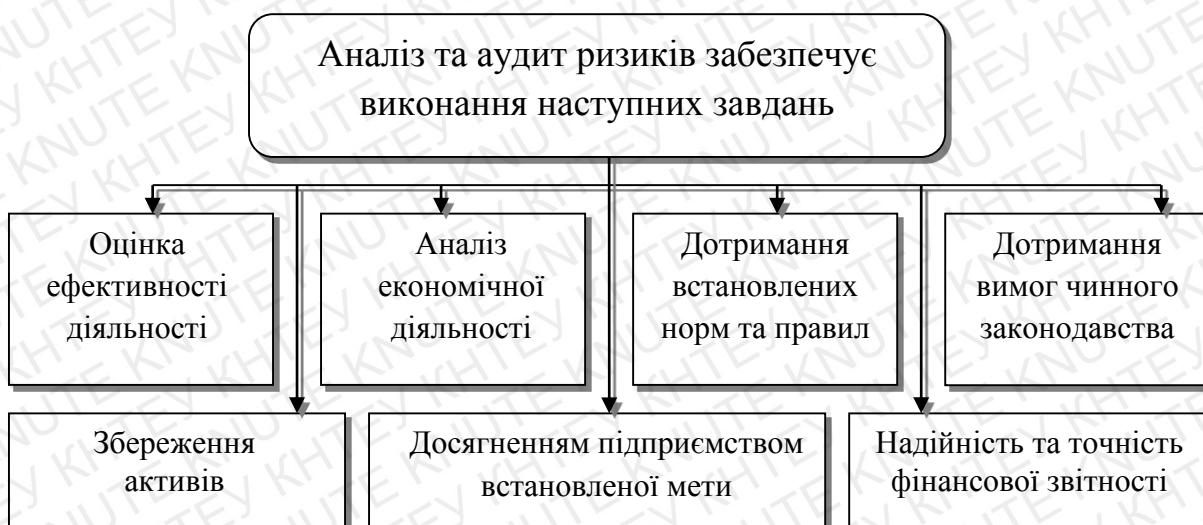 Аналіз та аудит ризиків забезпечує
виконання наступних завдань
Оцінка
ефективності
діяльності
Аналіз
економічної
діяльності
Дотримання
встановлених
норм та правил
Дотримання
вимог чинного
законодавства
Збереження
активів
Досягненням підприємством
встановленої мети
Надійність та точність
фінансової звітності